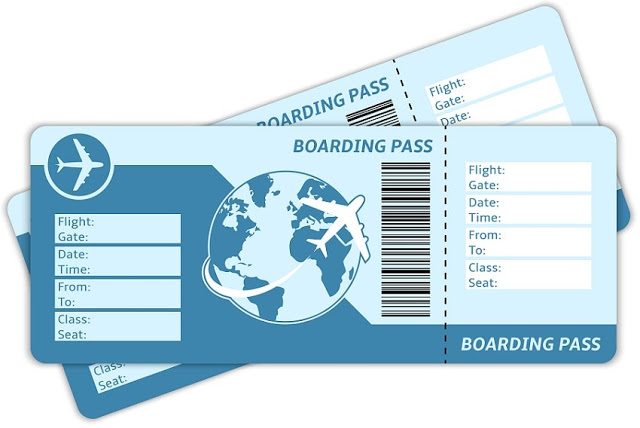 BOARDING PASS
Flight:
Gate:
Date:
BOARDING PASS
Flight:
Gate:
Date:
Time:
From:
To:
Class:
Seat:
Flight:
Gate:
Date:
Time:
From:
To:
Class:
Seat:
BOARDING PASS
Class:
Seat: